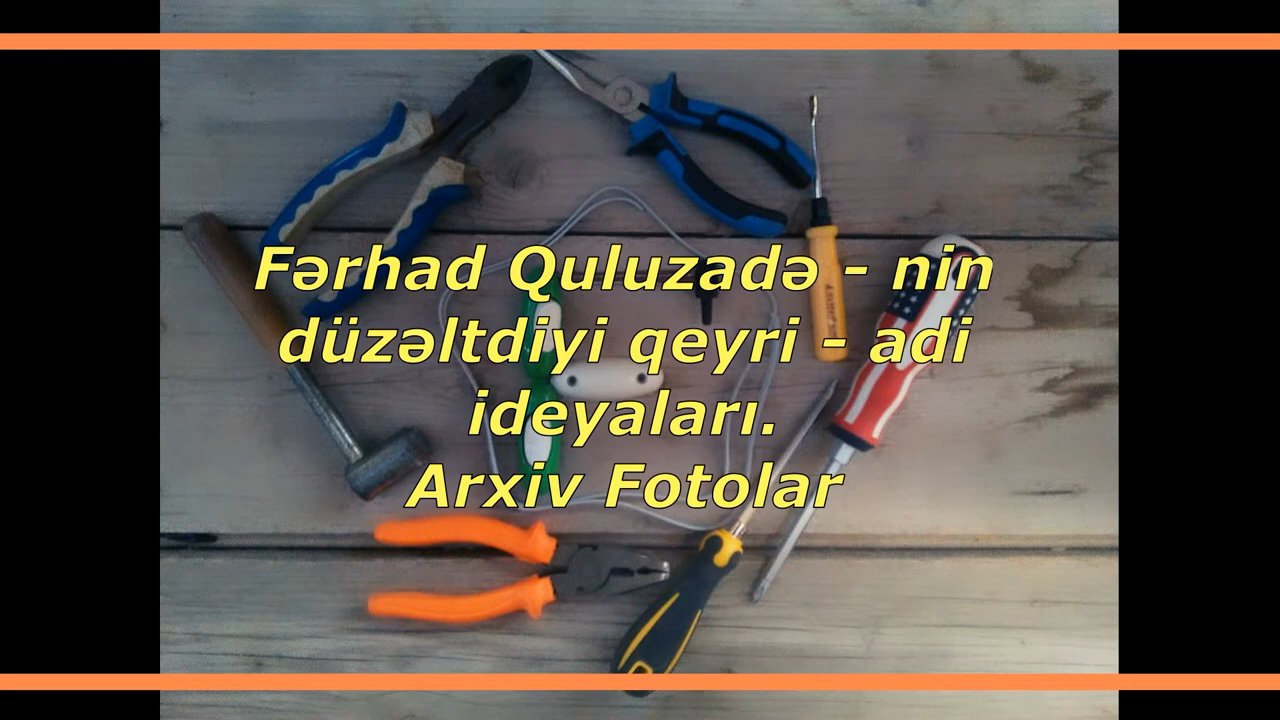 Fərhad Quluzadə - nin
düzəltdiyi qeyri - adi
ideyaları.
Arxiv Fotolar